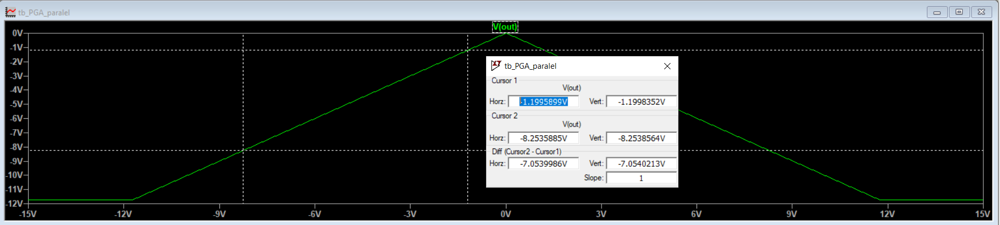 tb_PGA_paralel
V(out)
0V
-1V
-2V
-3V
-4V
-5V
-6V
-7V
-8V
-9V
-10V
-11V
-12V
-15V -12V -9V -6V -3V 0V 3V 6V 9V 12V 15V
tb_PGA_paralel
Cursor 1
V(out)
Horz: -1.1995899V Vert: -1.1998352V
Cursor 2
V(out)
Horz: -8.2535885V Vert: -8.2538564V
Diff (Cursor2 - Cursor1)
Horz: -7.0539986V Vert: -7.0540213V
Slope: 1